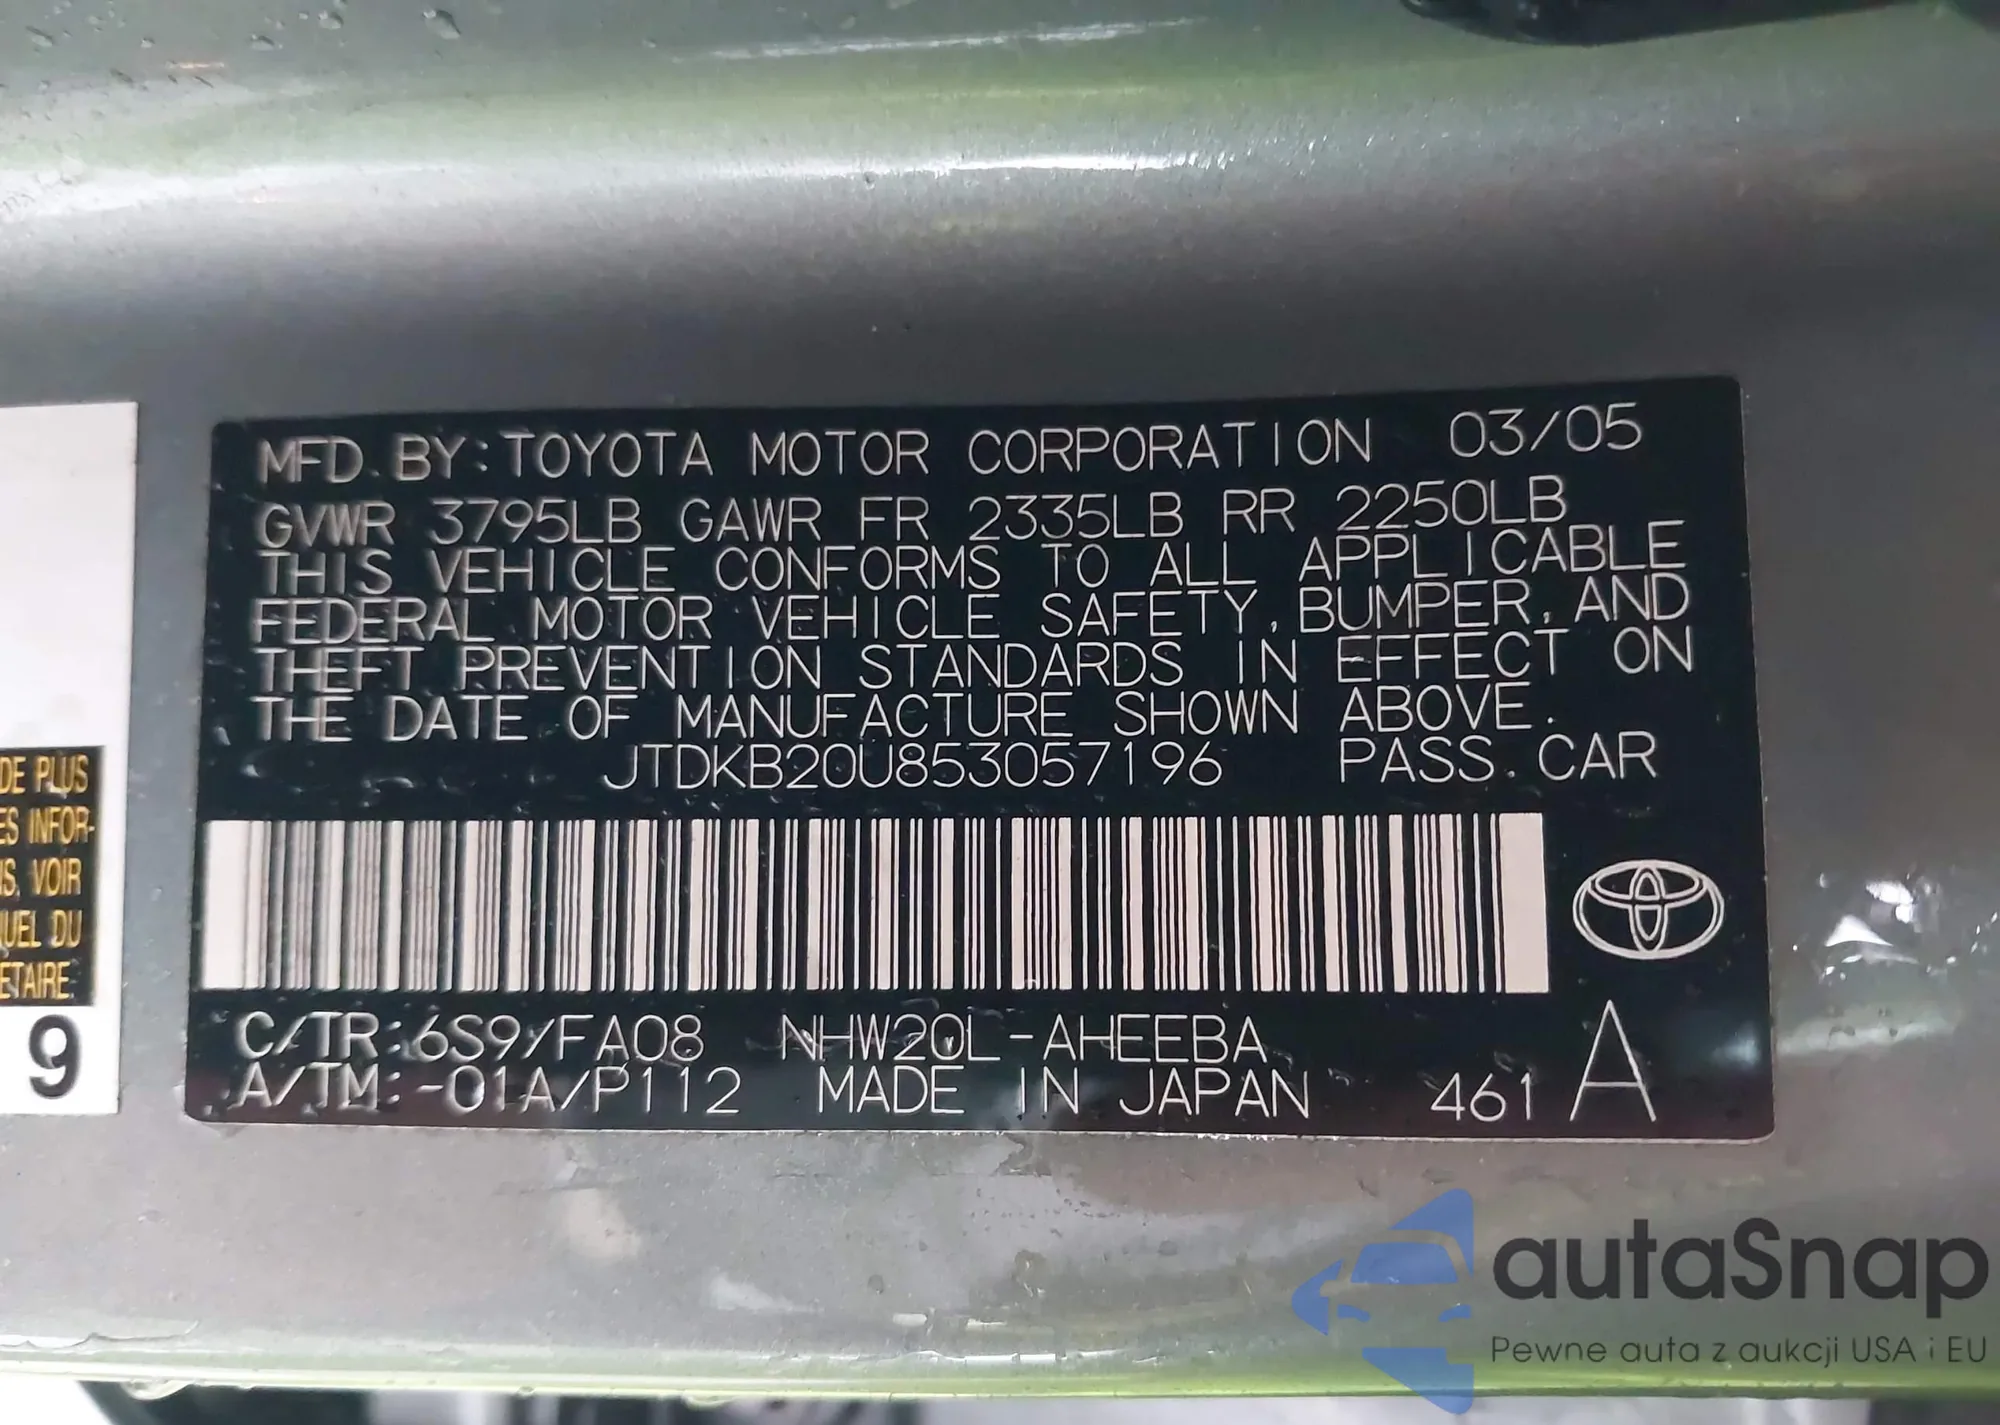 MFD. BY: TOYOTA MOTOR CORPORATION 03/05
GVWR 3795LB GAWR FR 2335LB RR 2250LB
THIS VEHICLE CONFORMS TO ALL APPLICABLE
FEDERAL MOTOR VEHICLE SAFETY, BUMPER, AND
THEFT PREVENTION STANDARDS IN EFFECT ON
THE DATE OF MANUFACTURE SHOWN ABOVE.
JTDKB20U853057196 PASS. CAR
C/TR: 6S9/FA08 NHW20L-AHEEBA
A/TM: -01A/P112 MADE IN JAPAN 461 A
DE PLUS
ES INFOR-
NS, VOIR
UEL DU
ETAIRE.
9
autaSnap
Pewne auta z aukcji USA i EU